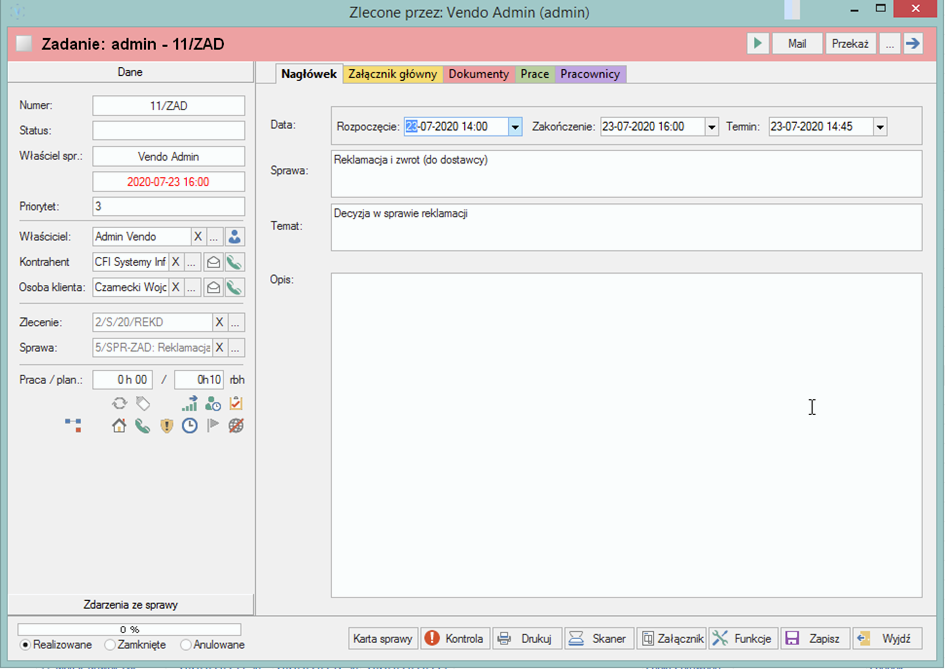 Zlecone przez: Vendo Admin (admin)
Zadanie: admin - 11/ZAD
Mail Przekaż ...
Dane
Nagłówek Załącznik główny Dokumenty Prace Pracownicy
Numer: 11/ZAD
Status:
Właściel spr.: Vendo Admin
2020-07-23 16:00
Priorytet: 3
Właściciel: Admin Vendo X ...
Kontrahent CFI Systemy Inf X ...
Osoba klienta: Czarnecki Wojc X ...
Zlecenie: 2/S/20/REKD X ...
Sprawa: 5/SPR-ZAD: Reklamacja X ...
Praca / plan.: 0 h 00 / 0h10 rbh
Data: Rozpoczęcie: 23-07-2020 14:00 Zakończenie: 23-07-2020 16:00 Termin: 23-07-2020 14:45
Sprawa: Reklamacja i zwrot (do dostawcy)
Temat: Decyzja w sprawie reklamacji
Opis:
Zdarzenia ze sprawy
0 %
Realizowane Zamknięte Anulowane
Karta sprawy Kontrola Drukuj Skaner Załącznik Funkcje Zapisz Wyjdź